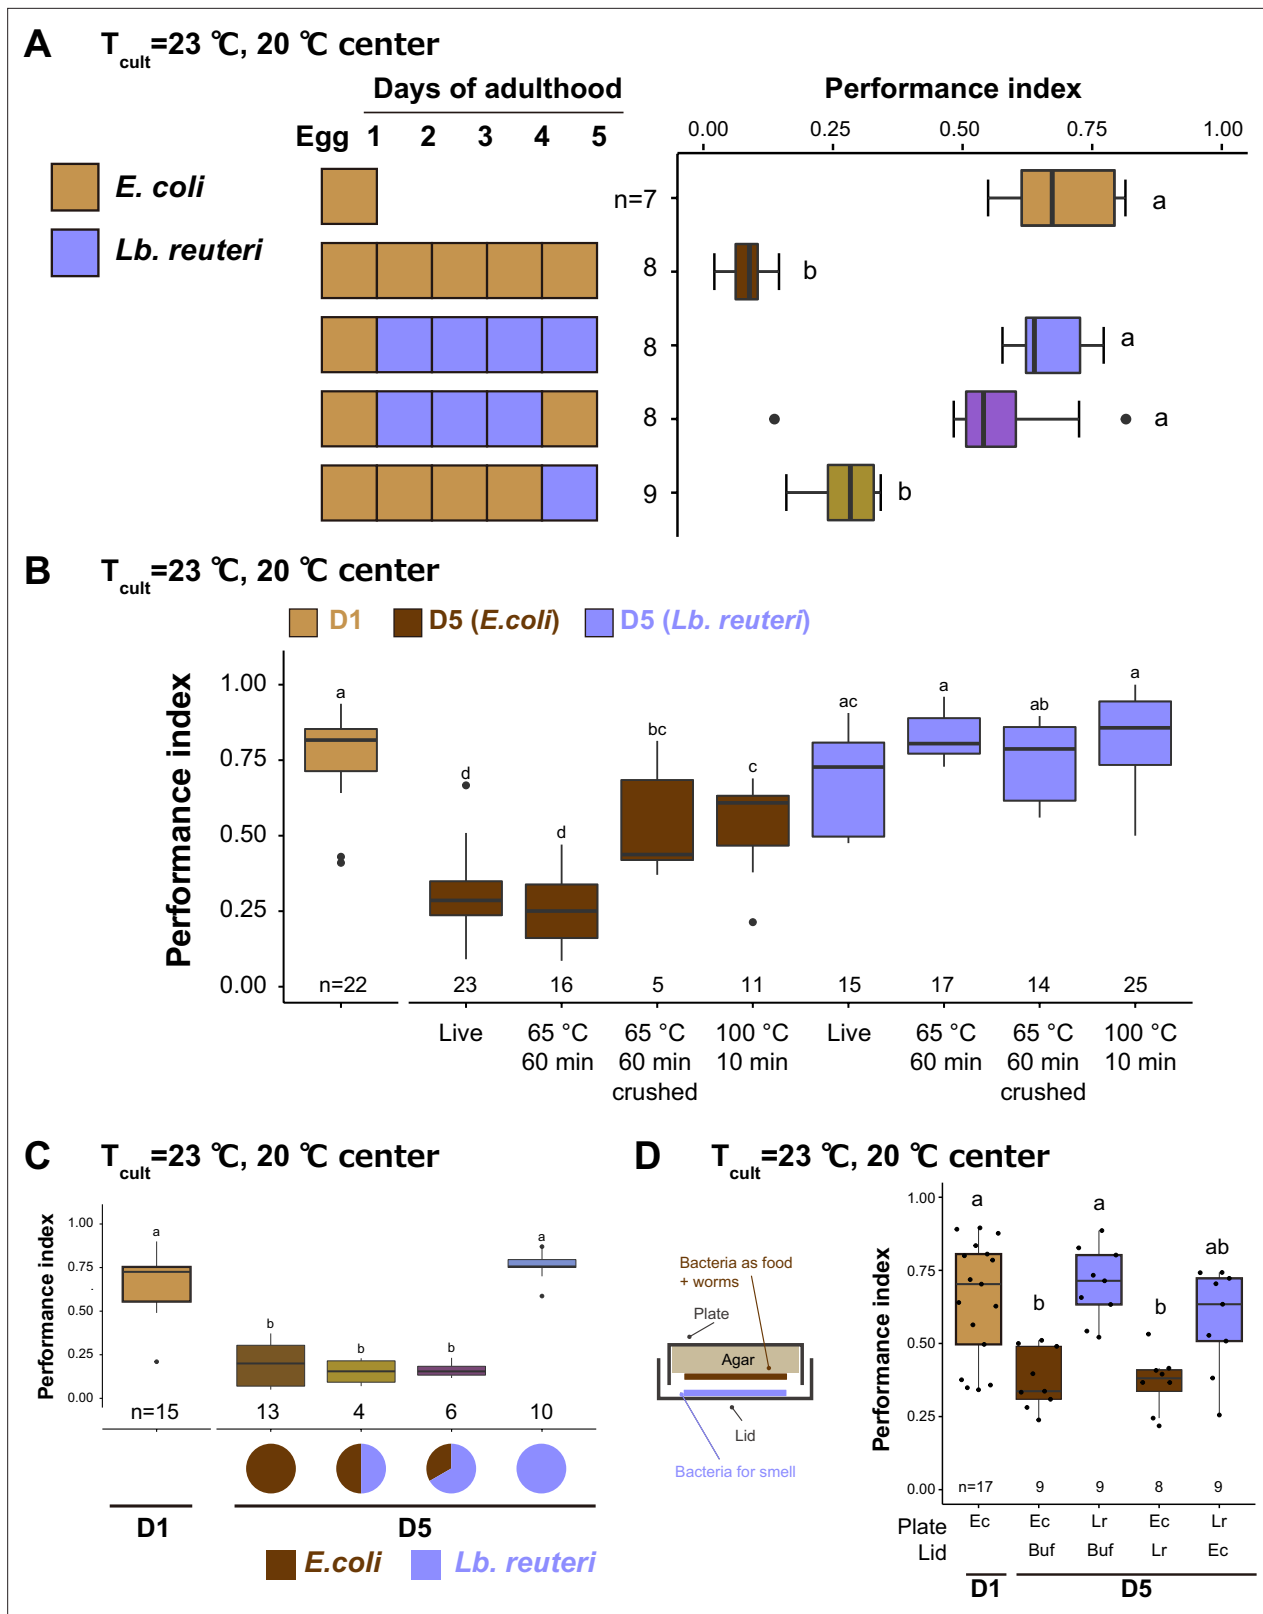 A T_cult=23 ℃, 20 ℃ center
Days of adulthood
Egg 1 2 3 4 5
E. coli
Lb. reuteri
Performance index
0.00 0.25 0.50 0.75 1.00
n=7 a
8 b
8 a
8 a
9 b
B T_cult=23 ℃, 20 ℃ center
D1 D5 (E.coli) D5 (Lb. reuteri)
Performance index
1.00
0.75
0.50
0.25
0.00
a d d bc c ac a ab a
n=22 23 16 5 11 15 17 14 25
Live 65 °C 65 °C 100 °C Live 65 °C 65 °C 100 °C
60 min 60 min 10 min 60 min 60 min 10 min
crushed crushed
C T_cult=23 ℃, 20 ℃ center
Performance index
1.00
0.75
0.50
0.25
0.00
a b b b a
n=15 13 4 6 10
D1 D5
E.coli Lb. reuteri
D T_cult=23 ℃, 20 ℃ center
Bacteria as food
+ worms
Plate
Agar
Lid
Bacteria for smell
Performance index
1.00
0.75
0.50
0.25
0.00
a b a b ab
n=17 9 9 8 9
Plate Ec Ec Lr Ec Lr
Lid Buf Buf Lr Ec
D1 D5